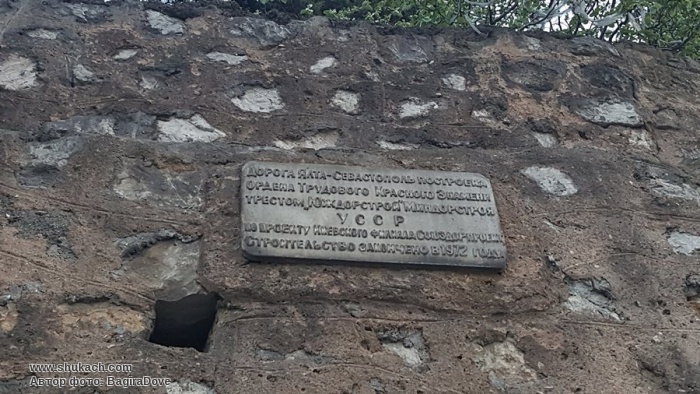 Дорога Ялта-Севастополь построена
ордена Трудового Красного Знамени
трестом „Юждорстрой" Миндорстроя
УССР
по проекту Киевского филиала Союздорпроект
Строительство закончено в 1972 году
www.shukach.com
Автор фото: BagiraDove